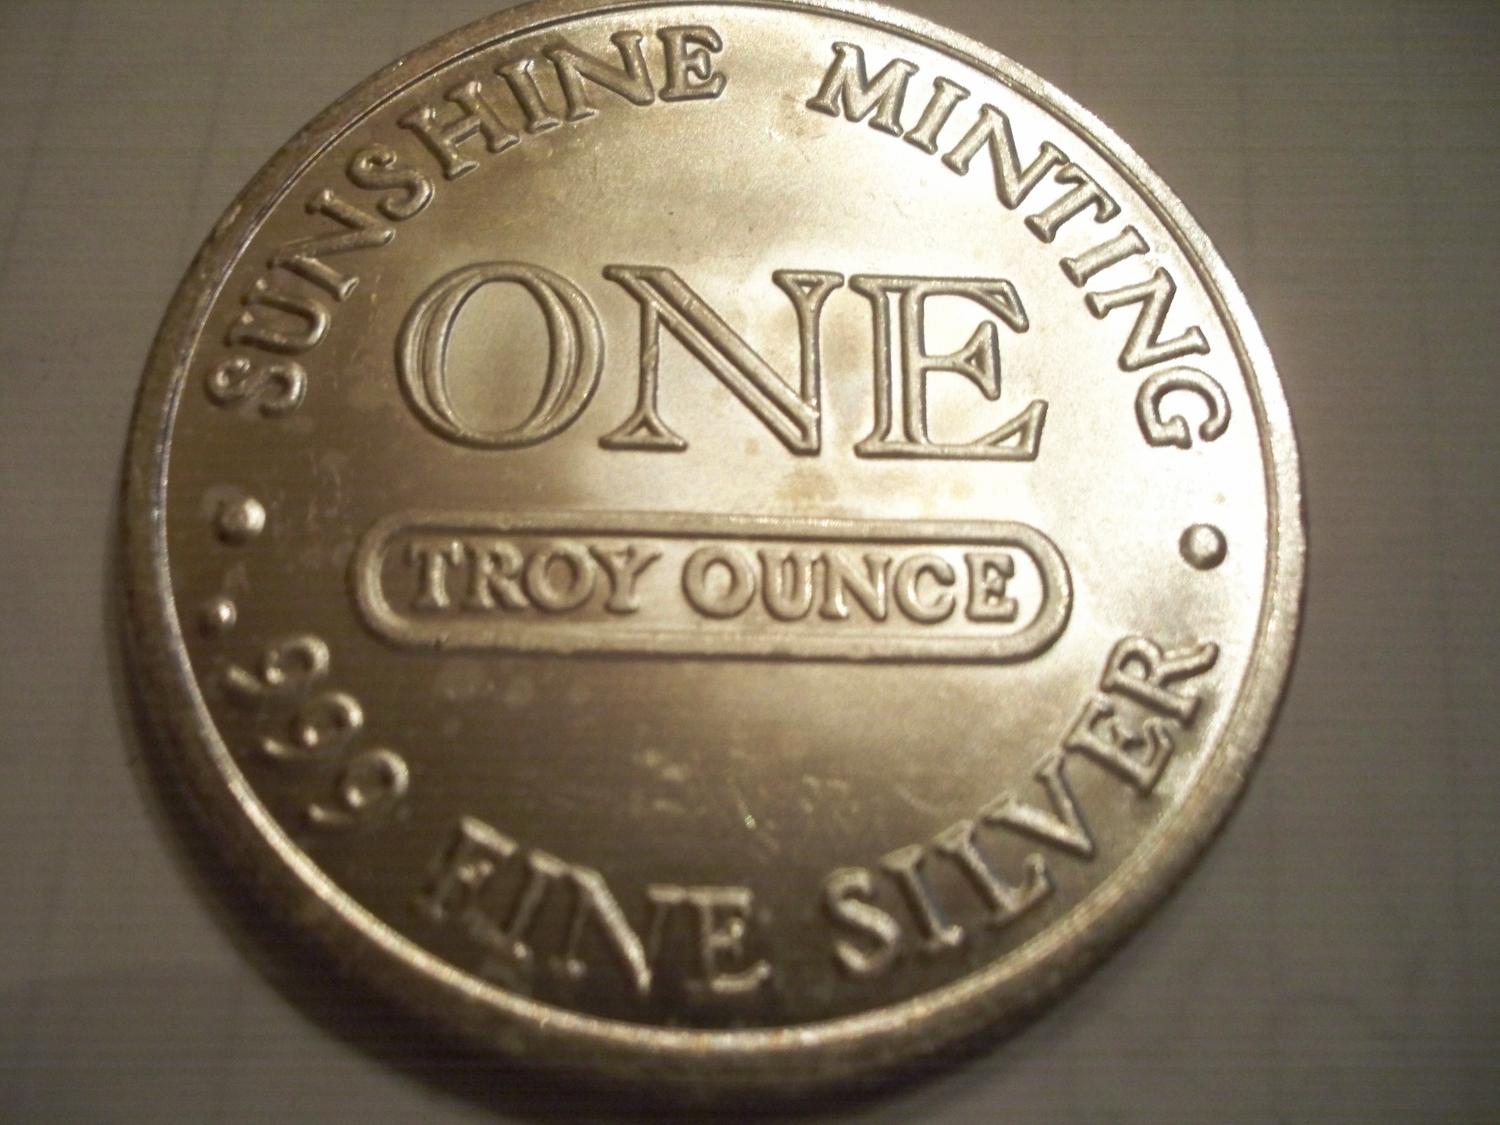 SUNSHINE MINTING
ONE
TROY OUNCE
.999 FINE SILVER